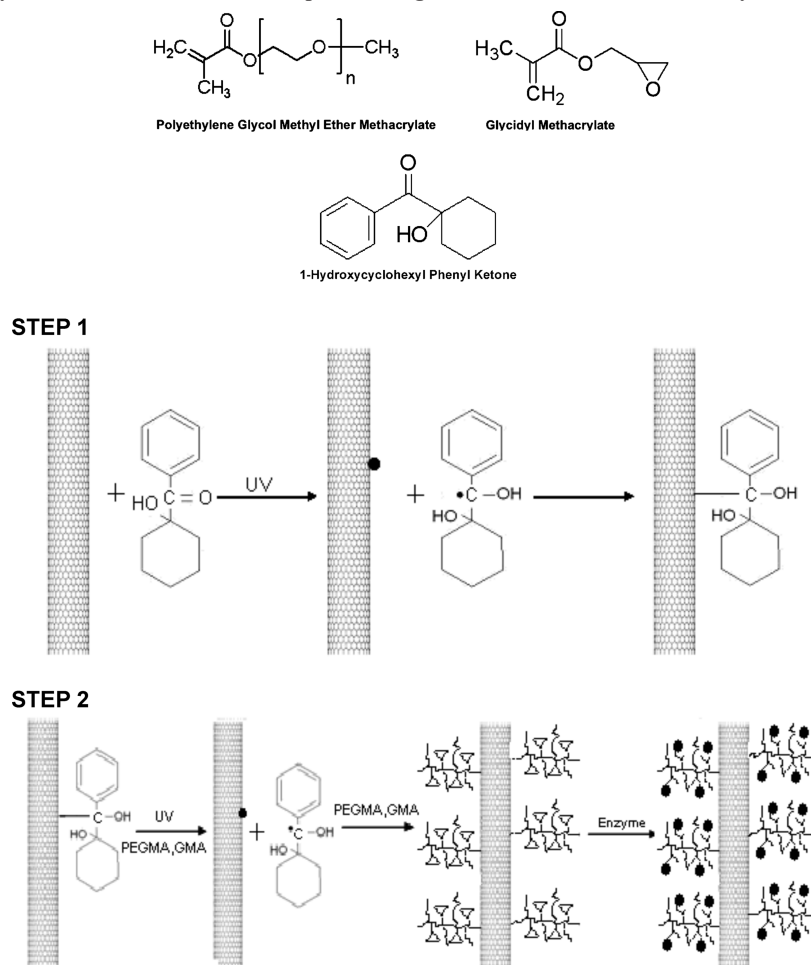 H₂C O O O CH₃
CH₃ n
Polyethylene Glycol Methyl Ether Methacrylate
H₃C O O
CH₂ O
Glycidyl Methacrylate
O
HO
1-Hydroxycyclohexyl Phenyl Ketone
STEP 1
+ HO C = O UV + •C–OH HO C–OH HO
STEP 2
C–OH HO UV PEGMA,GMA + •C–OH HO PEGMA,GMA Enzyme